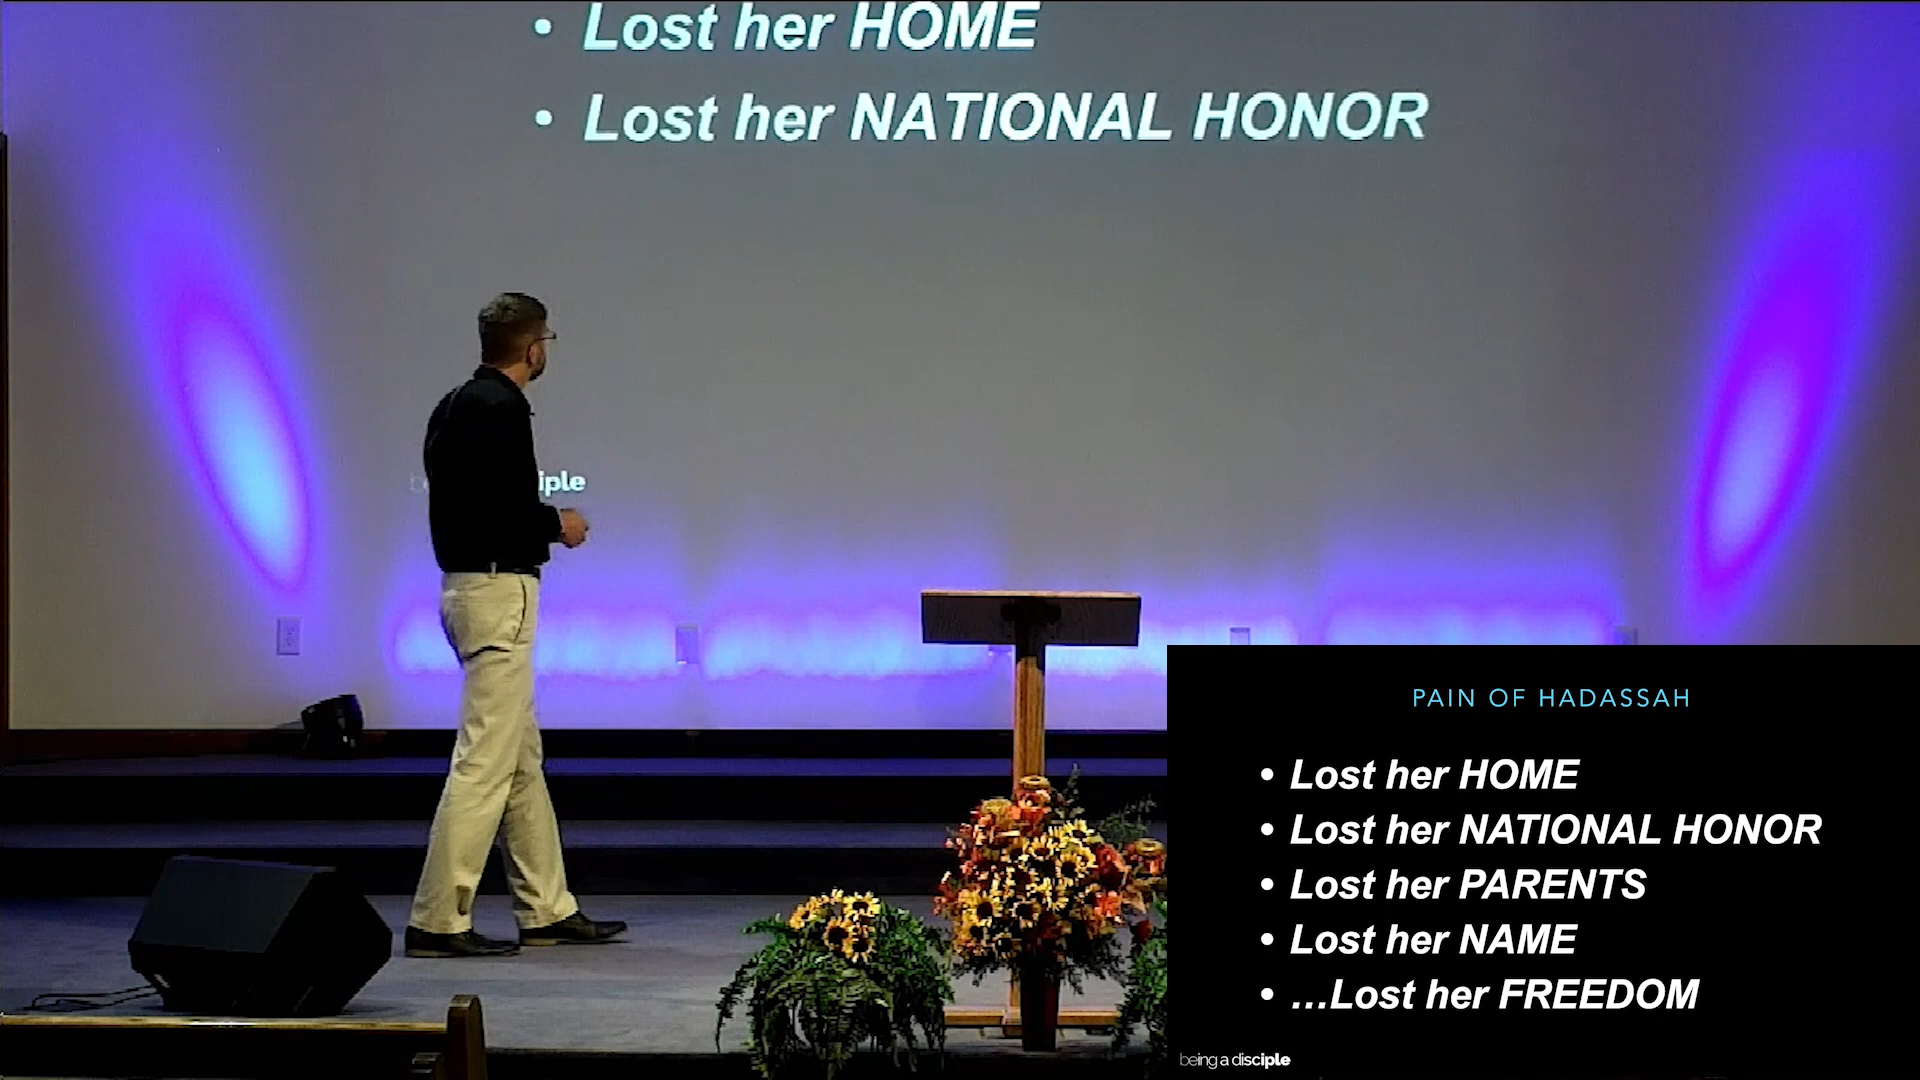 • Lost her HOME
• Lost her NATIONAL HONOR
iple
PAIN OF HADASSAH
• Lost her HOME
• Lost her NATIONAL HONOR
• Lost her PARENTS
• Lost her NAME
• ...Lost her FREEDOM
being a disciple